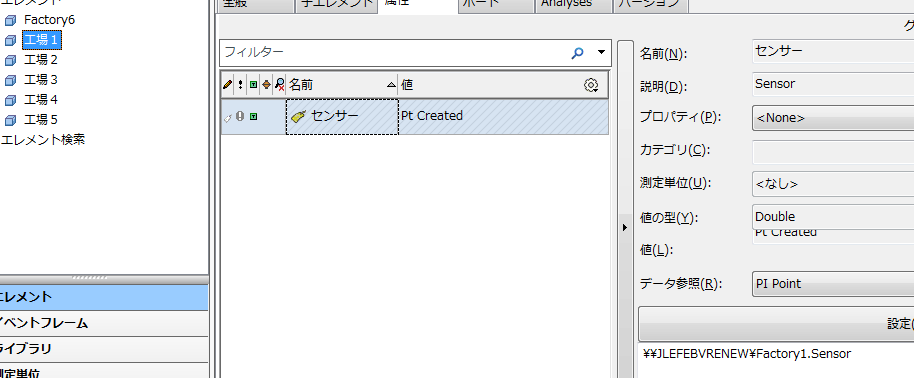 エレメント
Factory6
工場1
工場2
工場3
工場4
工場5
エレメント検索
エレメント
イベントフレーム
ライブラリ
測定単位
全般 子エレメント 属性 ポート Analyses バージョン
フィルター
名前 値
センサー Pt Created
名前(N): センサー
説明(D): Sensor
プロパティ(P): <None>
カテゴリ(C):
測定単位(U): <なし>
値の型(Y): Double
値(L): Pt Created
データ参照(R): PI Point
設定(
¥¥JLEFEBVRENEW¥Factory1.Sensor